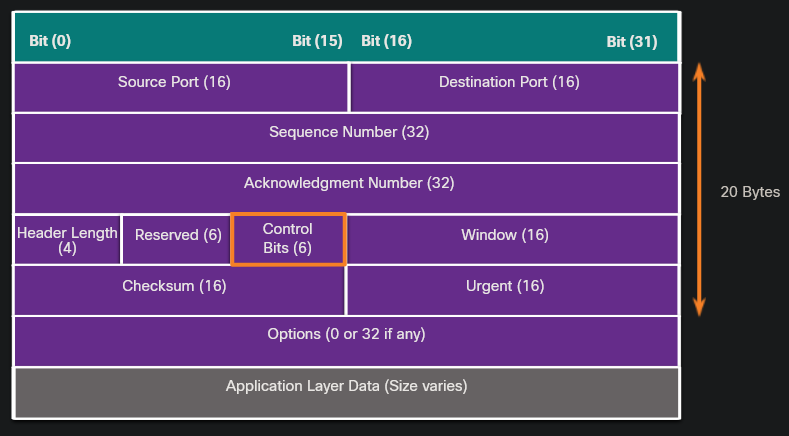 Bit (0) Bit (15) Bit (16) Bit (31)
Source Port (16) Destination Port (16)
Sequence Number (32)
Acknowledgment Number (32)
20 Bytes
Header Length
(4)
Reserved (6)
Control
Bits (6)
Window (16)
Checksum (16) Urgent (16)
Options (0 or 32 if any)
Application Layer Data (Size varies)